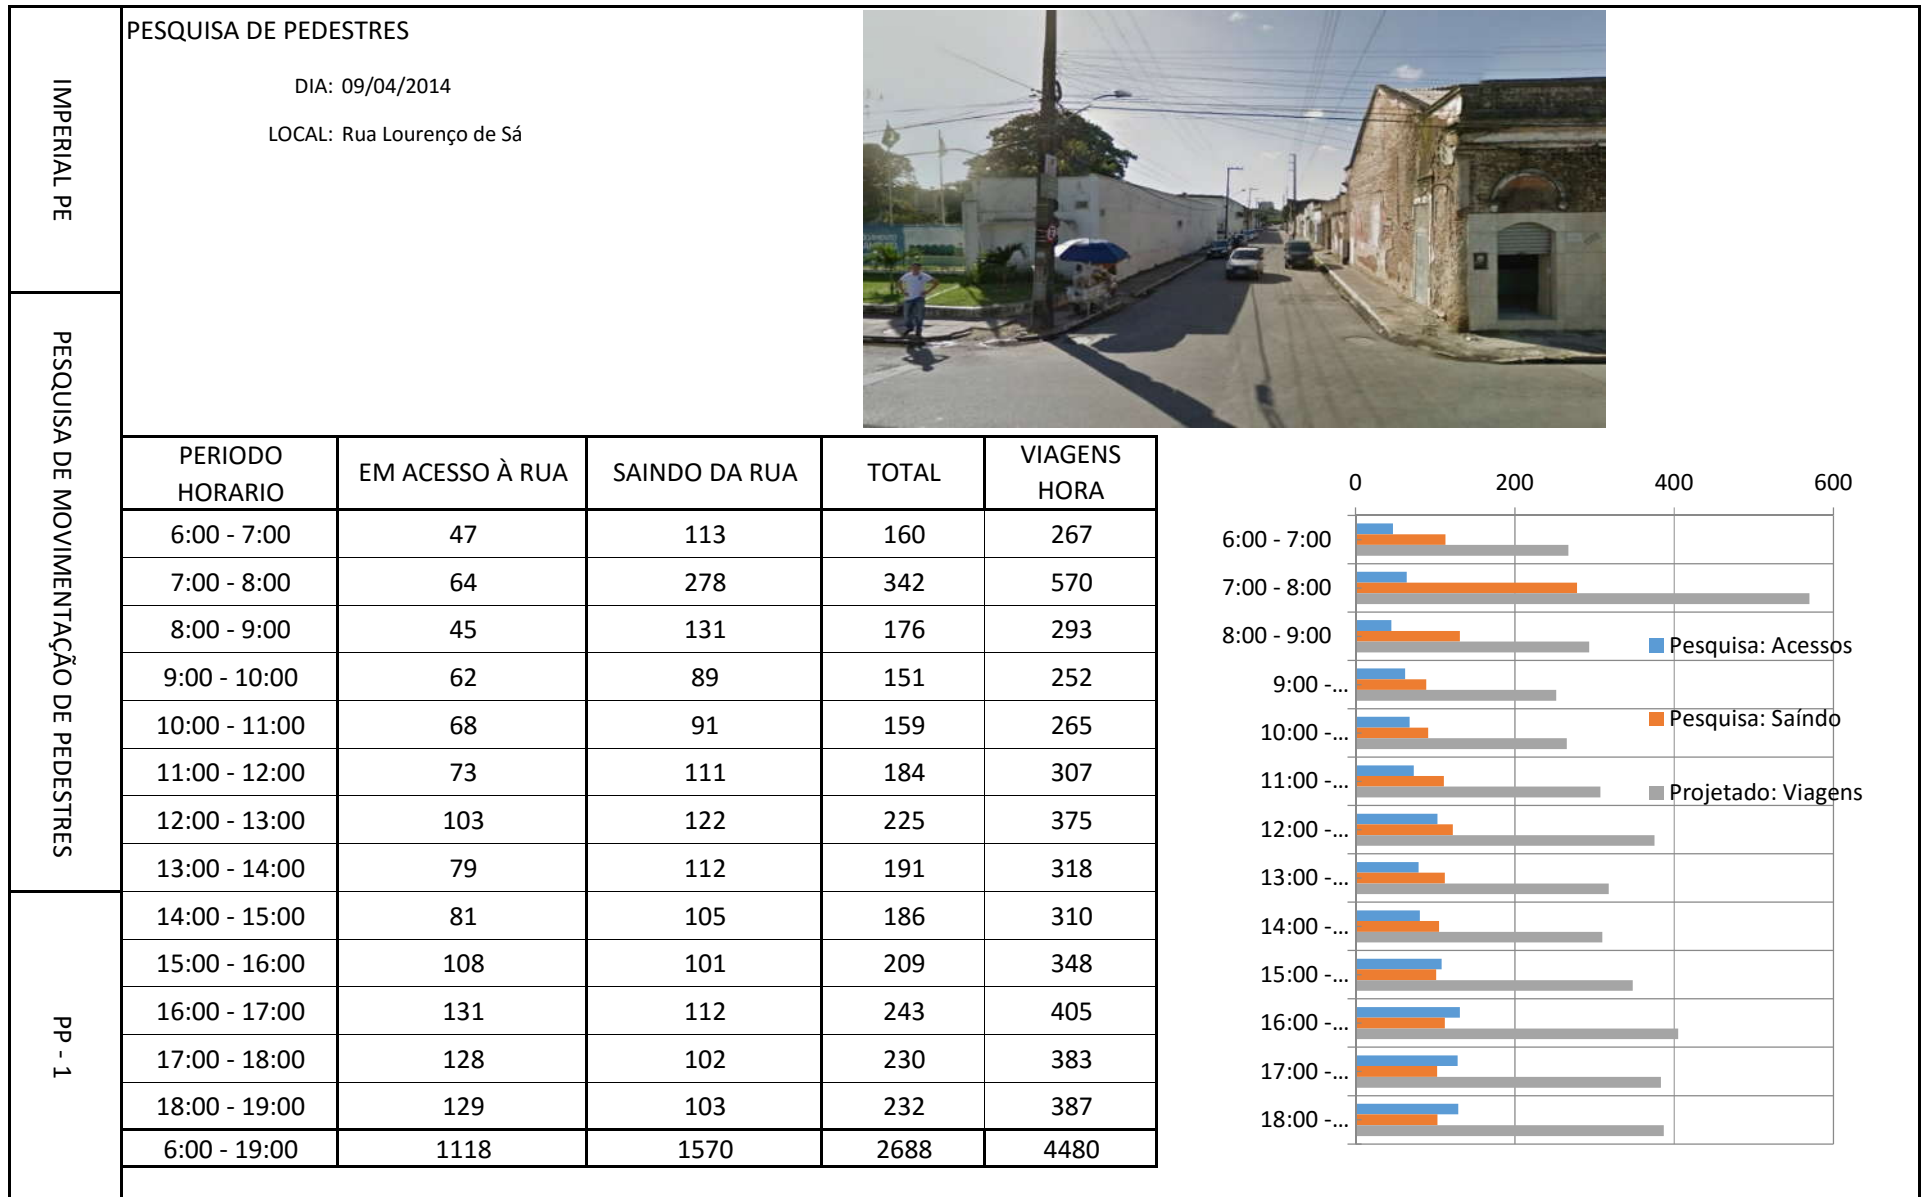 IMPERIAL PE
PESQUISA DE MOVIMENTAÇÃO DE PEDESTRES
PP - 1
PESQUISA DE PEDESTRES
DIA: 09/04/2014
LOCAL: Rua Lourenço de Sá
PERIODO HORARIO EM ACESSO À RUA SAINDO DA RUA TOTAL VIAGENS HORA
6:00 - 7:00 47 113 160 267
7:00 - 8:00 64 278 342 570
8:00 - 9:00 45 131 176 293
9:00 - 10:00 62 89 151 252
10:00 - 11:00 68 91 159 265
11:00 - 12:00 73 111 184 307
12:00 - 13:00 103 122 225 375
13:00 - 14:00 79 112 191 318
14:00 - 15:00 81 105 186 310
15:00 - 16:00 108 101 209 348
16:00 - 17:00 131 112 243 405
17:00 - 18:00 128 102 230 383
18:00 - 19:00 129 103 232 387
6:00 - 19:00 1118 1570 2688 4480
0 200 400 600
6:00 - 7:00
7:00 - 8:00
8:00 - 9:00
9:00 -...
10:00 -...
11:00 -...
12:00 -...
13:00 -...
14:00 -...
15:00 -...
16:00 -...
17:00 -...
18:00 -...
Pesquisa: Acessos
Pesquisa: Saíndo
Projetado: Viagens